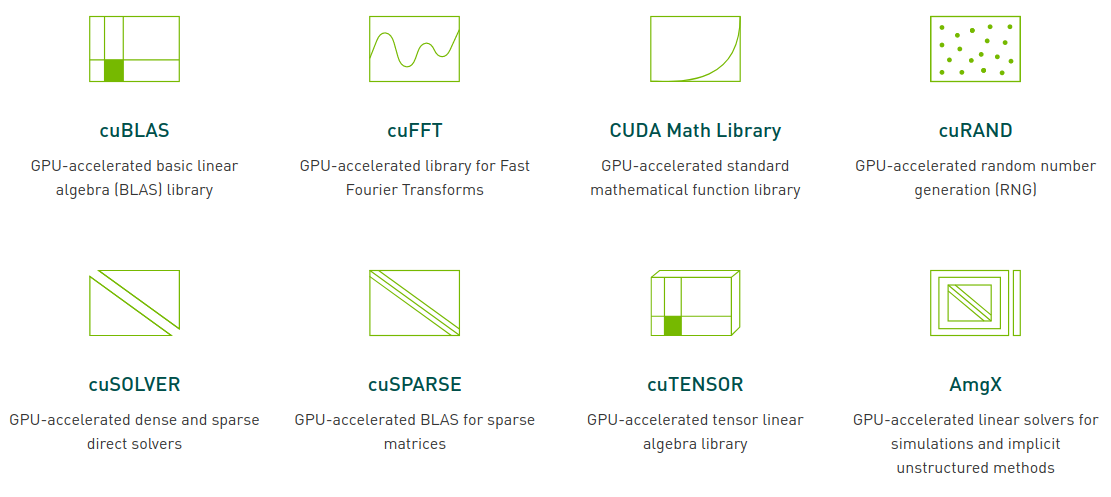 cuBLAS
GPU-accelerated basic linear
algebra (BLAS) library
cuFFT
GPU-accelerated library for Fast
Fourier Transforms
CUDA Math Library
GPU-accelerated standard
mathematical function library
cuRAND
GPU-accelerated random number
generation (RNG)
cuSOLVER
GPU-accelerated dense and sparse
direct solvers
cuSPARSE
GPU-accelerated BLAS for sparse
matrices
cuTENSOR
GPU-accelerated tensor linear
algebra library
AmgX
GPU-accelerated linear solvers for
simulations and implicit
unstructured methods